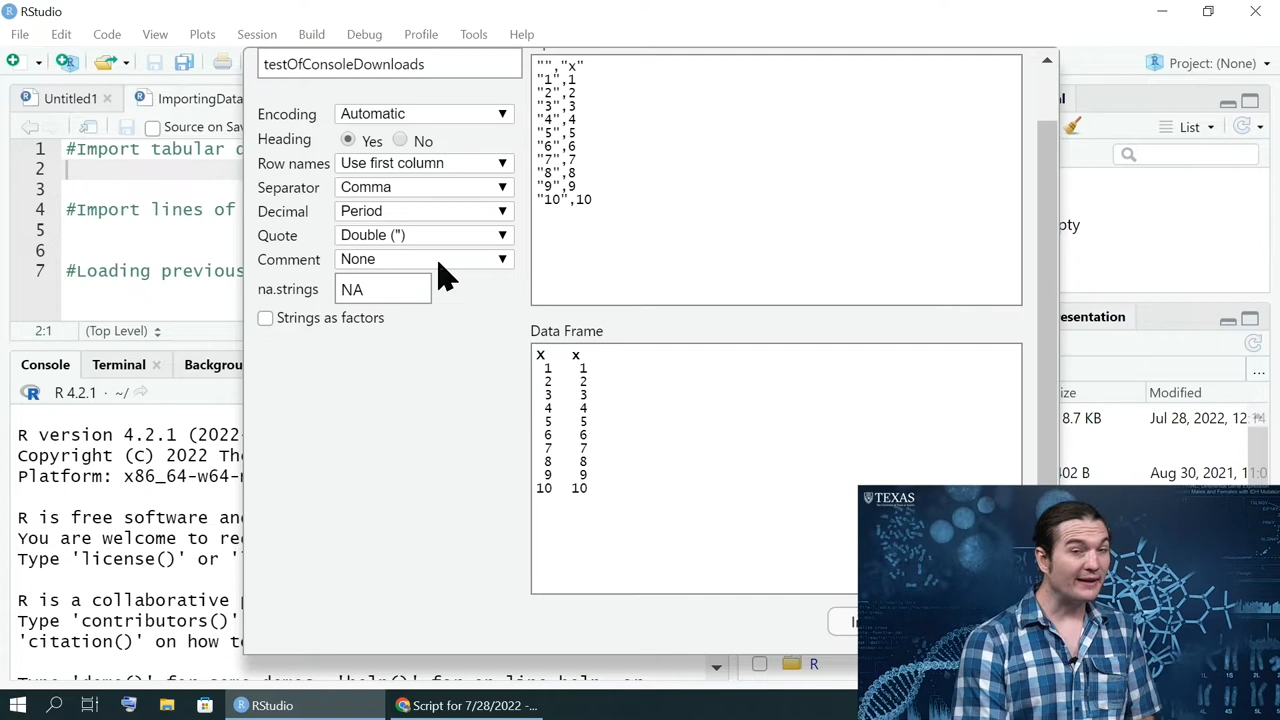 RStudio
File Edit Code View Plots Session Build Debug Profile Tools Help
Project: (None)
Untitled1
ImportingData
Source on Sav
1 #Import tabular d
2
3
4 #Import lines of
5
6
7 #Loading previous
2:1 (Top Level)
Console Terminal Backgrou
R 4.2.1 · ~/
R version 4.2.1 (2022-
Copyright (C) 2022 The
Platform: x86_64-w64-
R is free software and
You are welcome to re
Type 'license()' or '
R is a collaborative
Type 'contributors()'
'citation()' on how t
testOfConsoleDownloads
Encoding Automatic
Heading Yes No
Row names Use first column
Separator Comma
Decimal Period
Quote Double (")
Comment None
na.strings NA
Strings as factors
"","x"
"1",1
"2",2
"3",3
"4",4
"5",5
"6",6
"7",7
"8",8
"9",9
"10",10
Data Frame
X x
1 1
2 2
3 3
4 4
5 5
6 6
7 7
8 8
9 9
10 10
List
pty
esentation
...
ize Modified
8.7 KB Jul 28, 2022, 12:14
402 B Aug 30, 2021, 11:0
R
TEXAS
RStudio
Script for 7/28/2022 -...